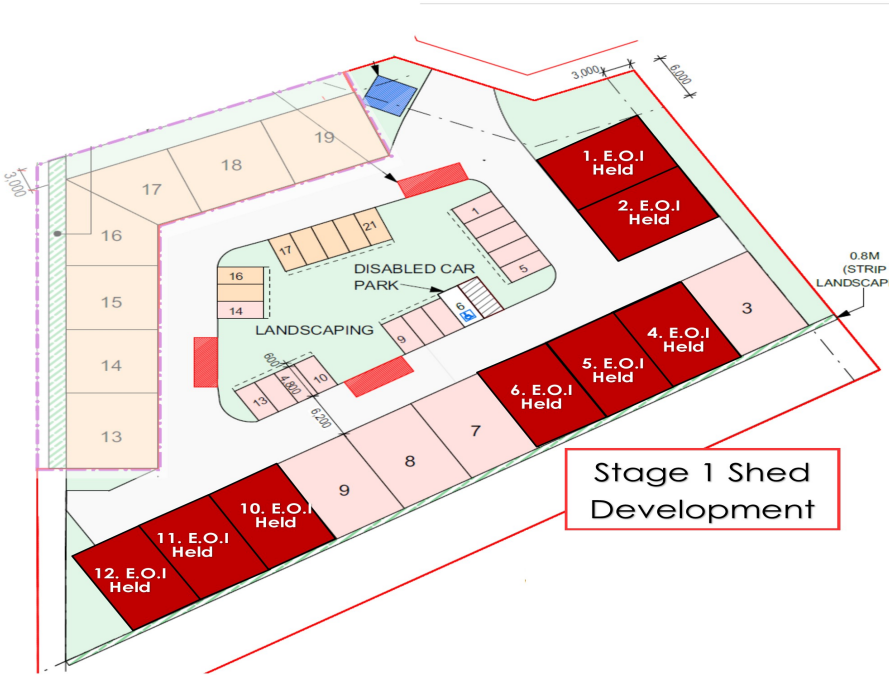 3,000
6,000
1. E.O.I
Held
2. E.O.I
Held
19
18
17
16
15
14
13
3,000
1
5
21
17
16
14
DISABLED CAR
PARK
6
9
LANDSCAPING
600
4,800
10
13
6,200
0.8M
(STRIP
LANDSCAPI
3
4. E.O.I
Held
5. E.O.I
Held
6. E.O.I
Held
7
8
9
10. E.O.I
Held
11. E.O.I
Held
12. E.O.I
Held
Stage 1 Shed
Development